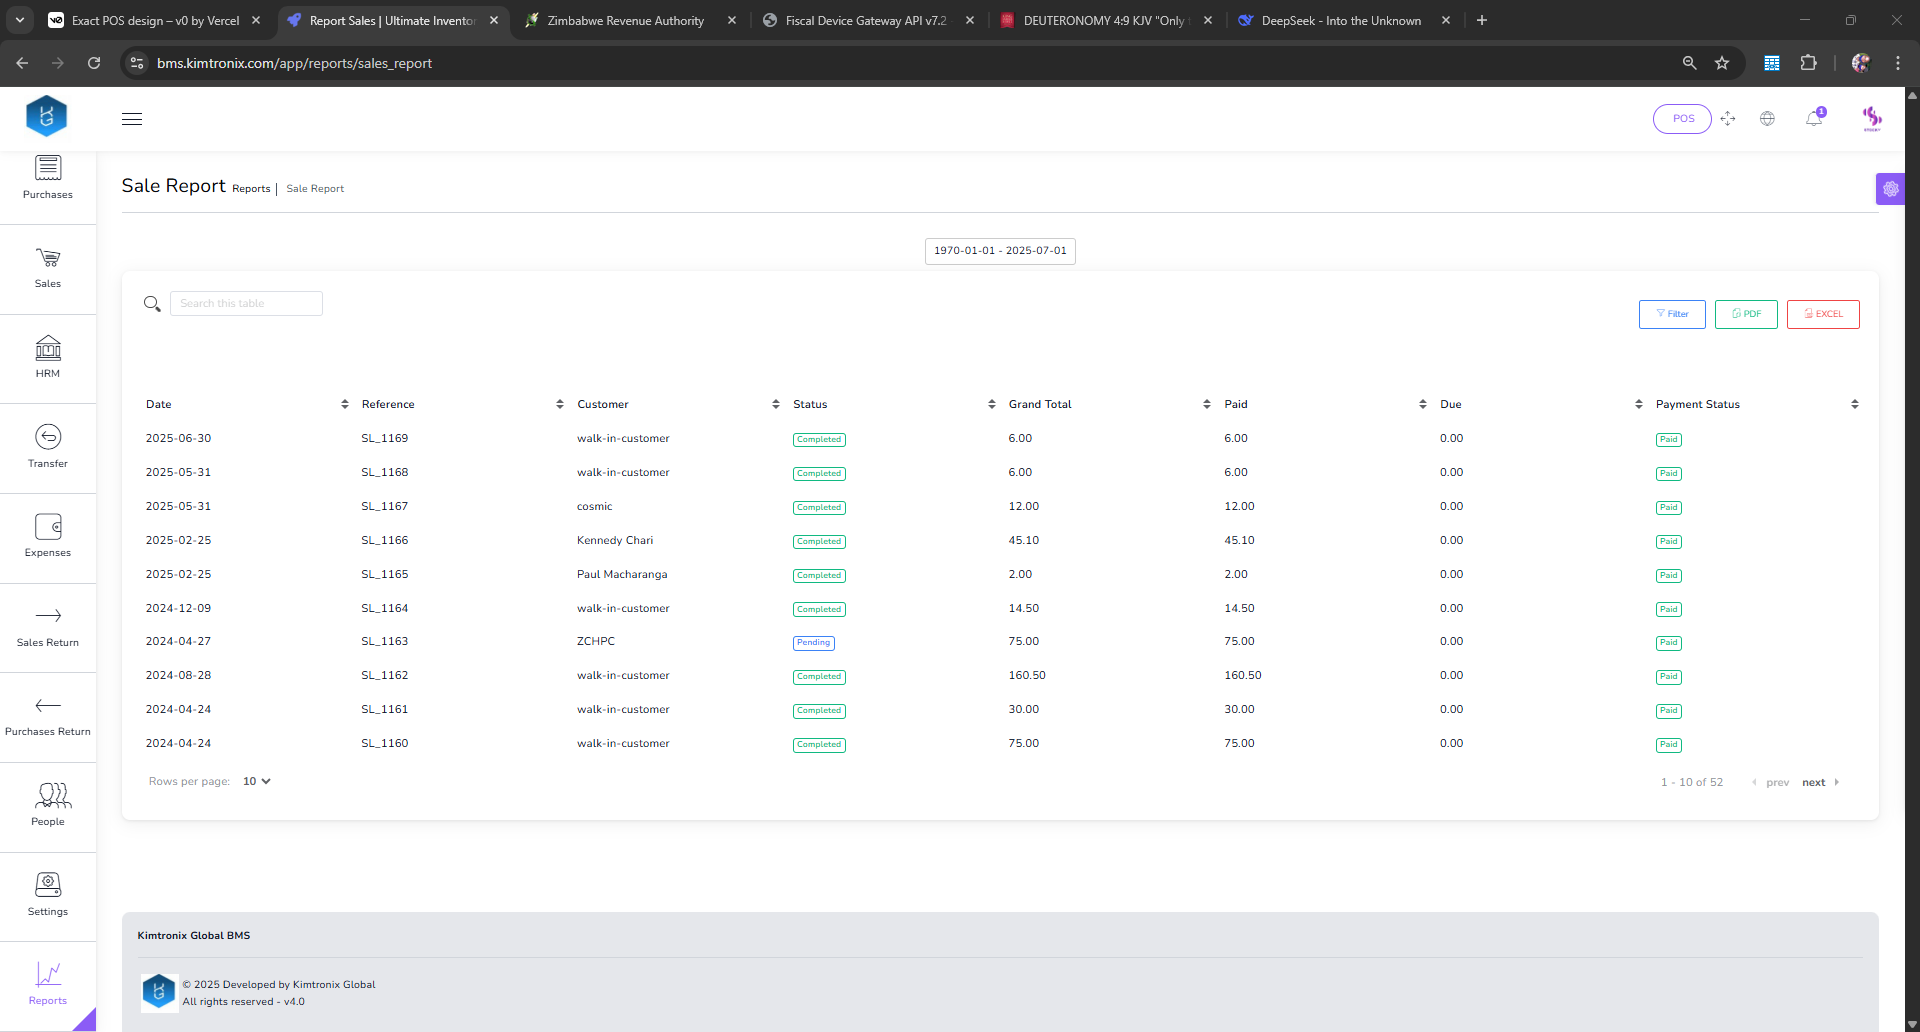 Exact POS design – v0 by Vercel
Report Sales | Ultimate Inventor
Zimbabwe Revenue Authority
Fiscal Device Gateway API v7.2
DEUTERONOMY 4:9 KJV "Only
DeepSeek - Into the Unknown
bms.kimtronix.com/app/reports/sales_report
POS
1
Purchases
Sales
HRM
Transfer
Expenses
Sales Return
Purchases Return
People
Settings
Reports
Sale Report Reports | Sale Report
1970-01-01 - 2025-07-01
Search this table
Filter
PDF
EXCEL
Date Reference Customer Status Grand Total Paid Due Payment Status
2025-06-30 SL_1169 walk-in-customer Completed 6.00 6.00 0.00 Paid
2025-05-31 SL_1168 walk-in-customer Completed 6.00 6.00 0.00 Paid
2025-05-31 SL_1167 cosmic Completed 12.00 12.00 0.00 Paid
2025-02-25 SL_1166 Kennedy Chari Completed 45.10 45.10 0.00 Paid
2025-02-25 SL_1165 Paul Macharanga Completed 2.00 2.00 0.00 Paid
2024-12-09 SL_1164 walk-in-customer Completed 14.50 14.50 0.00 Paid
2024-04-27 SL_1163 ZCHPC Pending 75.00 75.00 0.00 Paid
2024-08-28 SL_1162 walk-in-customer Completed 160.50 160.50 0.00 Paid
2024-04-24 SL_1161 walk-in-customer Completed 30.00 30.00 0.00 Paid
2024-04-24 SL_1160 walk-in-customer Completed 75.00 75.00 0.00 Paid
Rows per page: 10
1 - 10 of 52 prev next
Kimtronix Global BMS
© 2025 Developed by Kimtronix Global
All rights reserved - v4.0